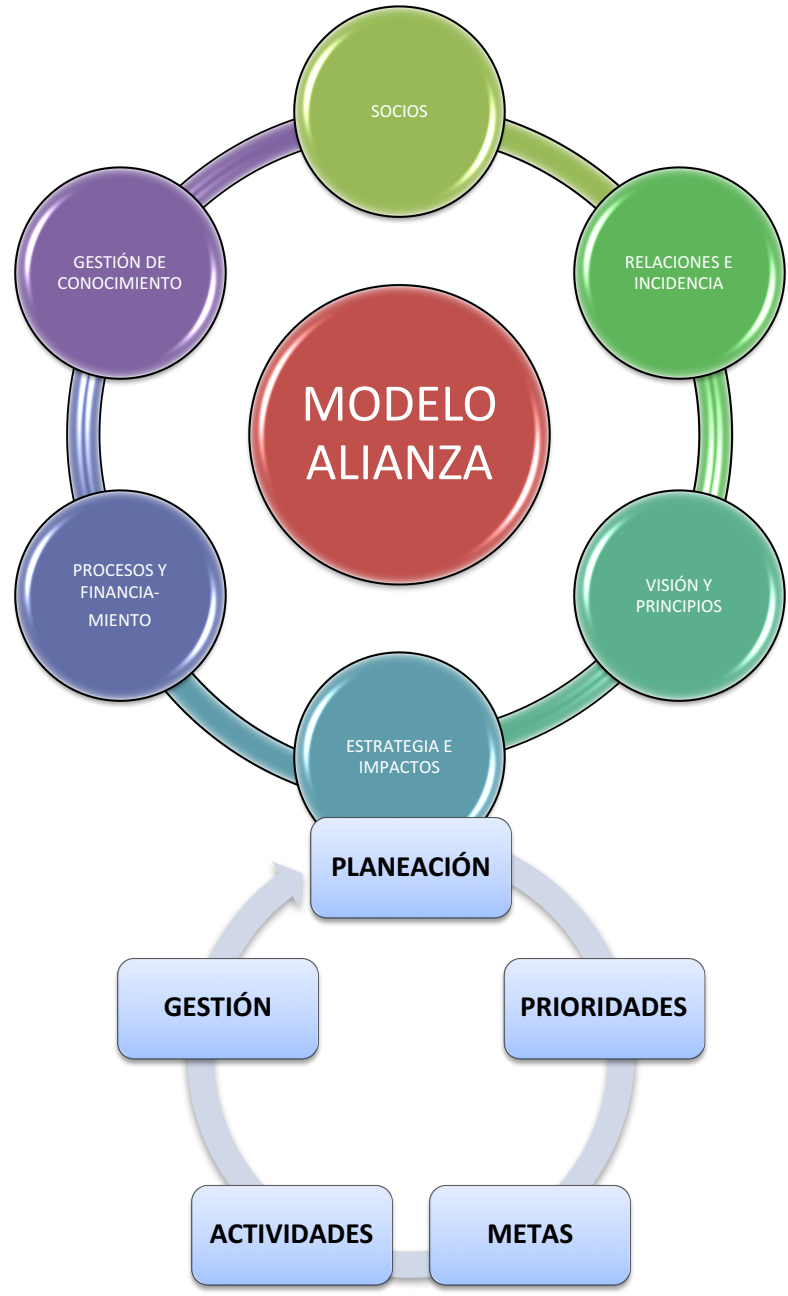 SOCIOS
GESTIÓN DE
CONOCIMIENTO
RELACIONES E
INCIDENCIA
MODELO
ALIANZA
PROCESOS Y
FINANCIA-
MIENTO
VISIÓN Y
PRINCIPIOS
ESTRATEGIA E
IMPACTOS
PLANEACIÓN
GESTIÓN
PRIORIDADES
ACTIVIDADES
METAS